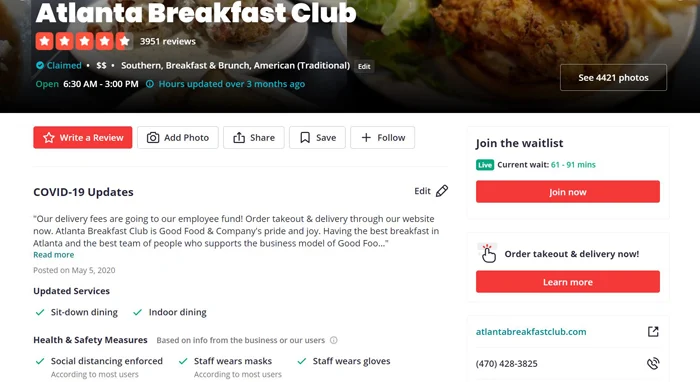 Atlanta Breakfast Club
3951 reviews
Claimed • $$ • Southern, Breakfast & Brunch, American (Traditional) Edit
Open 6:30 AM - 3:00 PM Hours updated over 3 months ago
See 4421 photos
Write a Review Add Photo Share Save Follow
COVID-19 Updates Edit
"Our delivery fees are going to our employee fund! Order takeout & delivery through our website
now. Atlanta Breakfast Club is Good Food & Company's pride and joy. Having the best breakfast in
Atlanta and the best team of people who supports the business model of Good Foo..."
Read more
Posted on May 5, 2020
Updated Services
Sit-down dining Indoor dining
Health & Safety Measures Based on info from the business or our users
Social distancing enforced Staff wears masks Staff wears gloves
According to most users According to most users
Join the waitlist
Live Current wait: 61 - 91 mins
Join now
Order takeout & delivery now!
Learn more
atlantabreakfastclub.com
(470) 428-3825